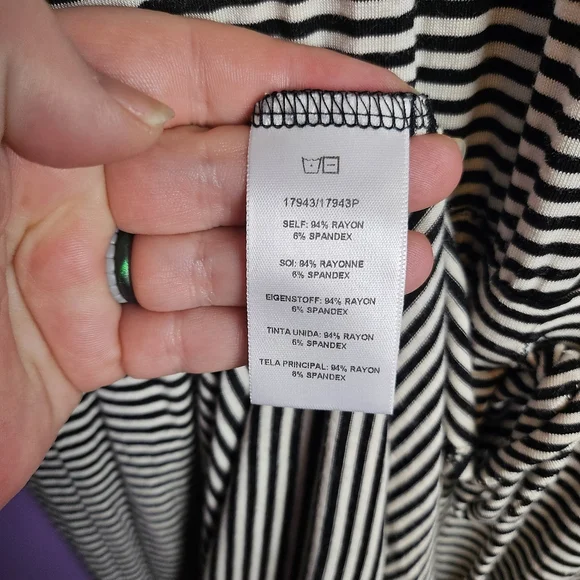 17943/17943P
SELF: 94% RAYON
6% SPANDEX
SOI: 94% RAYONNE
6% SPANDEX
EIGENSTOFF: 94% RAYON
6% SPANDEX
TINTA UNIDA: 94% RAYON
6% SPANDEX
TELA PRINCIPAL: 94% RAYON
6% SPANDEX